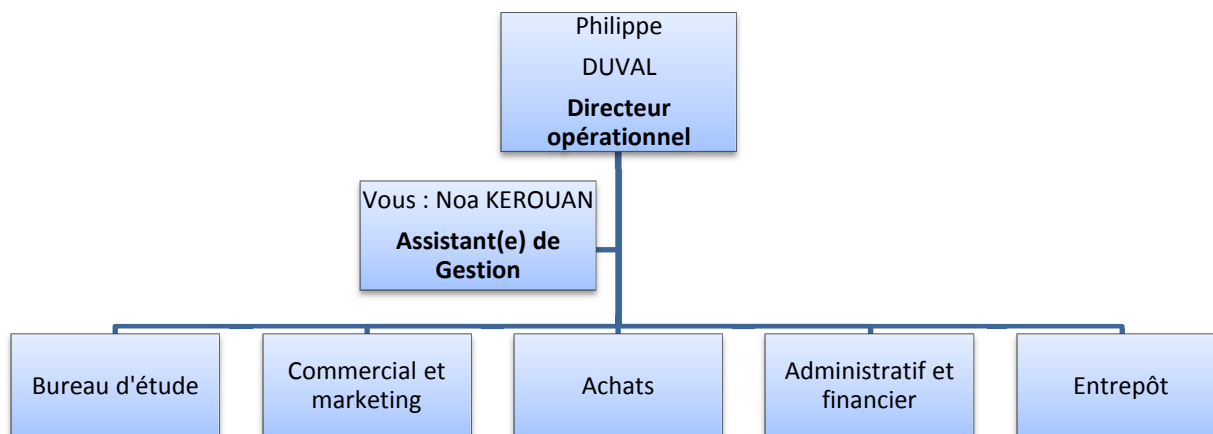 Philippe
DUVAL
Directeur
opérationnel
Vous : Noa KEROUAN
Assistant(e) de
Gestion
Bureau d'étude
Commercial et
marketing
Achats
Administratif et
financier
Entrepôt